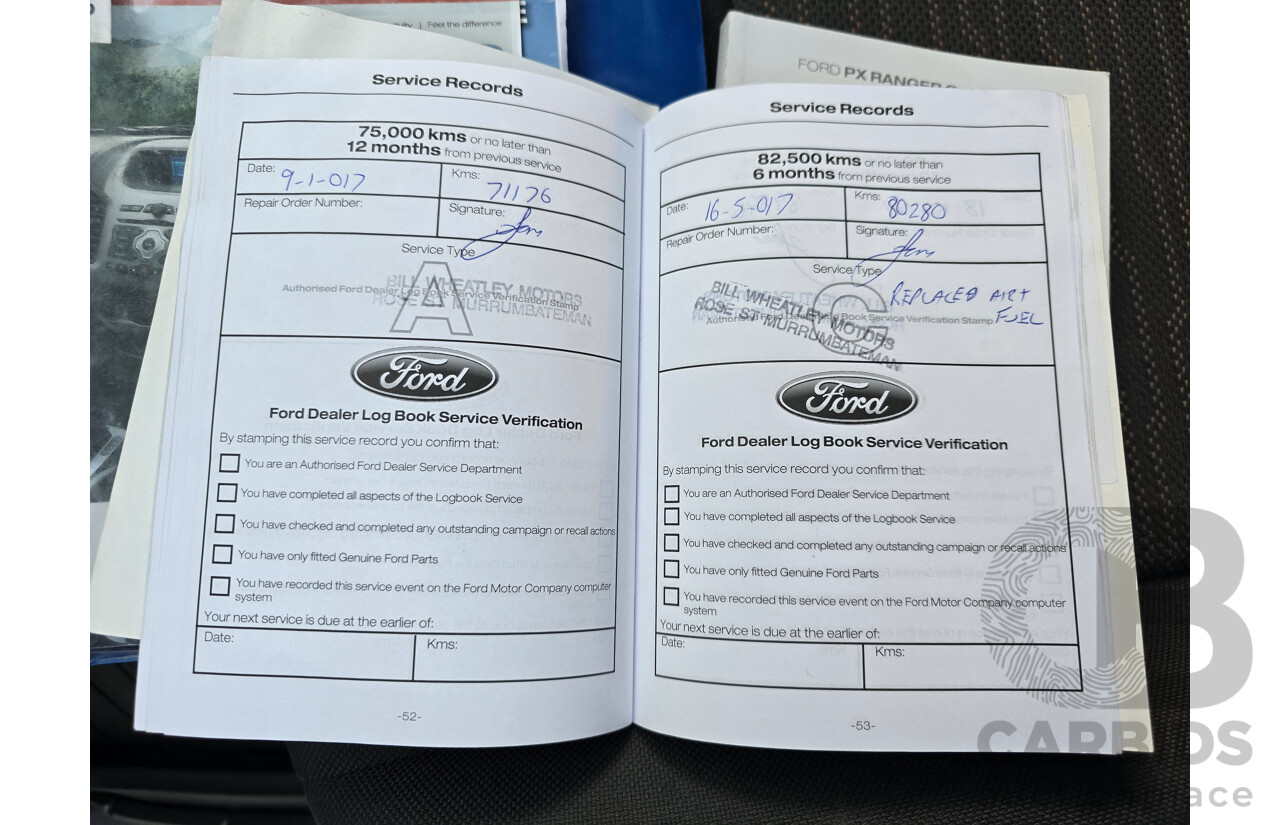 Feel the difference
FORD PX RANGER
Service Records
75,000 kms or no later than
12 months from previous service
Date: 9-1-017
Kms: 71176
Repair Order Number:
Signature:
Service Type
A
Authorised Ford Dealer Log Book Service Verification Stamp
BILL WHEATLEY MOTORS
ROSE ST MURRUMBATEMAN
Ford
Ford Dealer Log Book Service Verification
By stamping this service record you confirm that:
You are an Authorised Ford Dealer Service Department
You have completed all aspects of the Logbook Service
You have checked and completed any outstanding campaign or recall actions
You have only fitted Genuine Ford Parts
You have recorded this service event on the Ford Motor Company computer
system
Your next service is due at the earlier of:
Date:
Kms:
-52-
Service Records
82,500 kms or no later than
6 months from previous service
Date: 16-5-017
Kms: 80280
Repair Order Number:
Signature:
Service Type
C
BILL WHEATLEY MOTORS
ROSE ST MURRUMBATEMAN
Authorised Ford Dealer Log Book Service Verification Stamp
REPLACED AIR +
FUEL
Ford
Ford Dealer Log Book Service Verification
By stamping this service record you confirm that:
You are an Authorised Ford Dealer Service Department
You have completed all aspects of the Logbook Service
You have checked and completed any outstanding campaign or recall actions
You have only fitted Genuine Ford Parts
You have recorded this service event on the Ford Motor Company computer
system
Your next service is due at the earlier of:
Date:
Kms:
-53-
CB
CARBIDS
ace